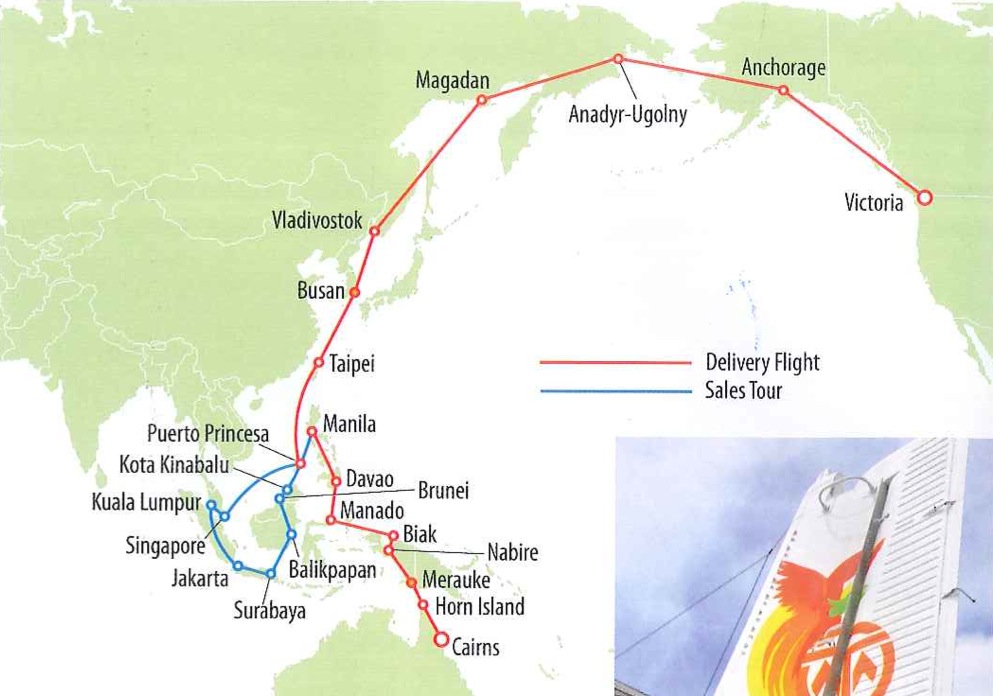 Anchorage
Magadan
Anadyr-Ugolny
Victoria
Vladivostok
Busan
Taipei
Delivery Flight
Sales Tour
Manila
Puerto Princesa
Kota Kinabalu
Davao
Brunei
Kuala Lumpur
Manado
Biak
Singapore
Nabire
Jakarta
Balikpapan
Merauke
Surabaya
Horn Island
Cairns